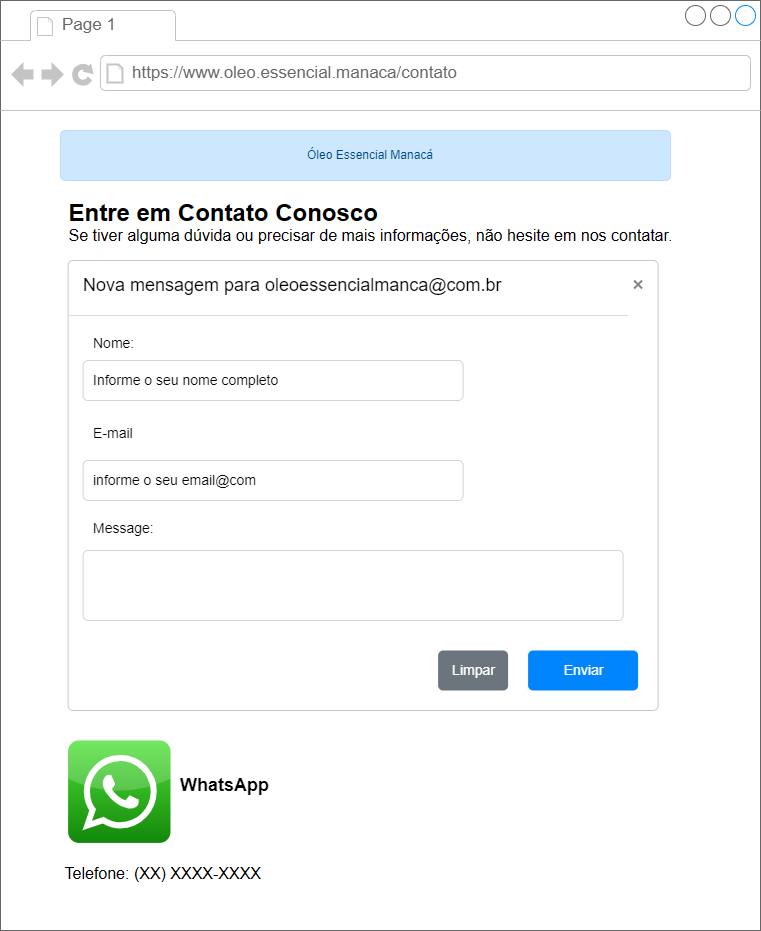 Page 1
https://www.oleo.essencial.manaca/contato
Óleo Essencial Manacá
Entre em Contato Conosco
Se tiver alguma dúvida ou precisar de mais informações, não hesite em nos contatar.
Nova mensagem para oleoessencialmanca@com.br ×
Nome:
Informe o seu nome completo
E-mail
informe o seu email@com
Message:
Limpar Enviar
WhatsApp
Telefone: (XX) XXXX-XXXX